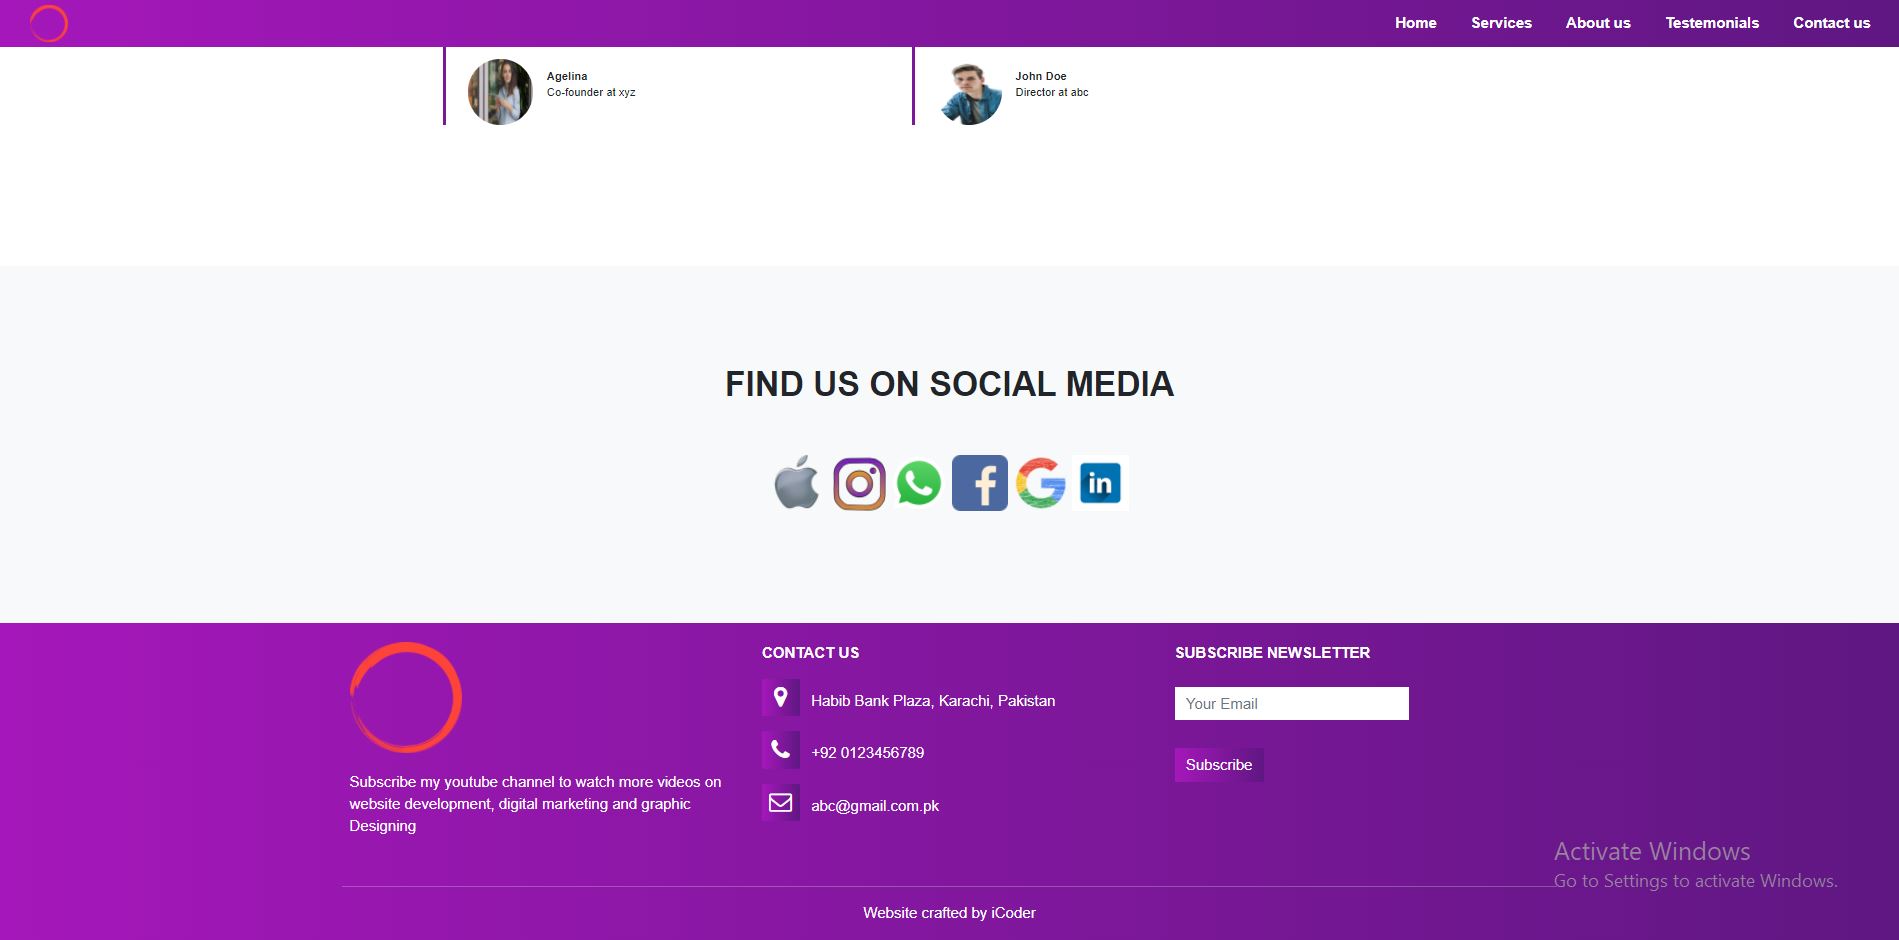 Home Services About us Testemonials Contact us
Agelina
Co-founder at xyz
John Doe
Director at abc
FIND US ON SOCIAL MEDIA
in
Subscribe my youtube channel to watch more videos on
website development, digital marketing and graphic
Designing
CONTACT US
Habib Bank Plaza, Karachi, Pakistan
+92 0123456789
abc@gmail.com.pk
SUBSCRIBE NEWSLETTER
Your Email
Subscribe
Activate Windows
Go to Settings to activate Windows.
Website crafted by iCoder